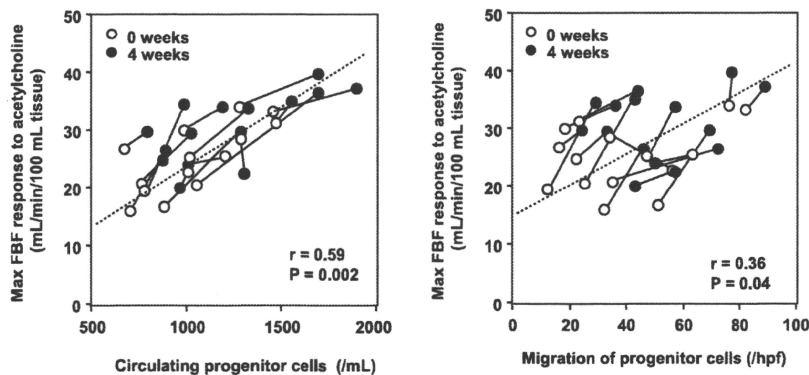 Max FBF response to acetylcholine
(mL/min/100 mL tissue)
50
40
30
20
10
0
0 weeks
4 weeks
r = 0.59
P = 0.002
500
1000
1500
2000
Circulating progenitor cells (/mL)
Max FBF response to acetylcholine
(mL/min/100 mL tissue)
50
40
30
20
10
0
0 weeks
4 weeks
r = 0.36
P = 0.04
0
20
40
60
80
100
Migration of progenitor cells (/hpf)